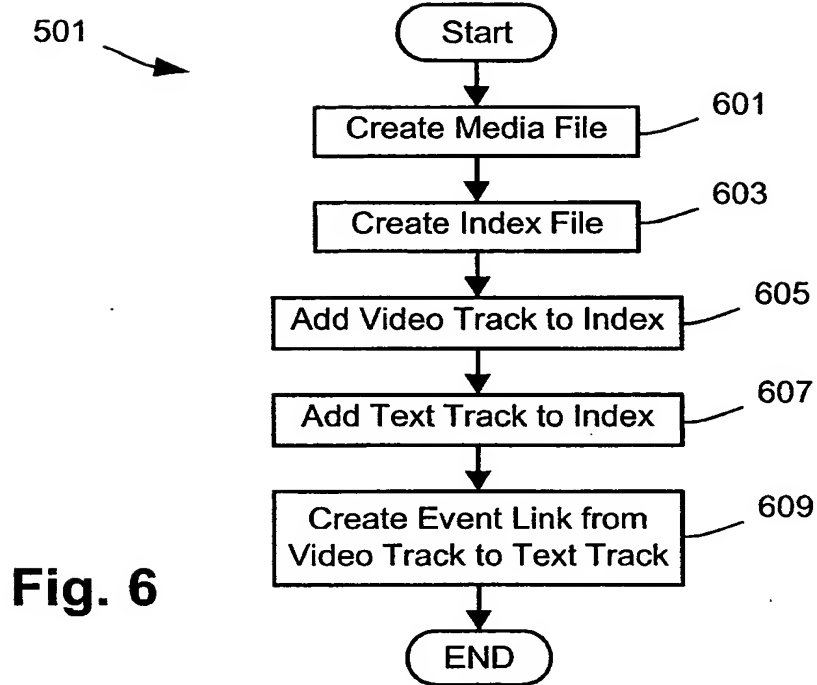 501
Start
Create Media File
601
Create Index File
603
Add Video Track to Index
605
Add Text Track to Index
607
Create Event Link from
Video Track to Text Track
609
Fig. 6
END